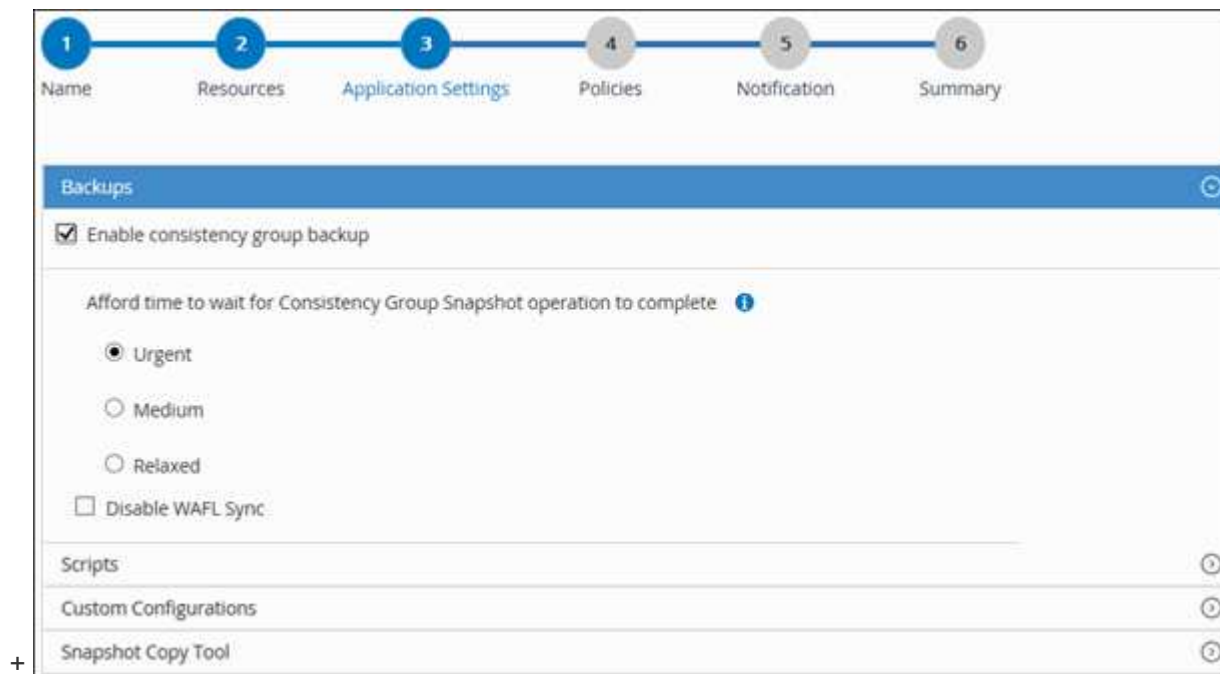 1 2 3 4 5 6
Name Resources Application Settings Policies Notification Summary
Backups
Enable consistency group backup
Afford time to wait for Consistency Group Snapshot operation to complete i
Urgent
Medium
Relaxed
Disable WAFL Sync
Scripts
Custom Configurations
Snapshot Copy Tool
+